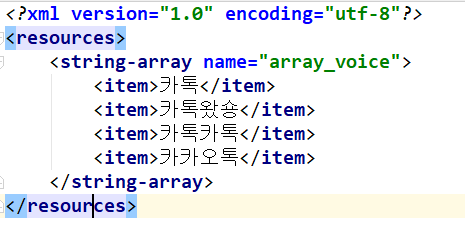 <?xml version="1.0" encoding="utf-8"?>
<resources>
    <string-array name="array_voice">
        <item>카톡</item>
        <item>카톡왔숑</item>
        <item>카톡카톡</item>
        <item>카카오톡</item>
    </string-array>
</resources>